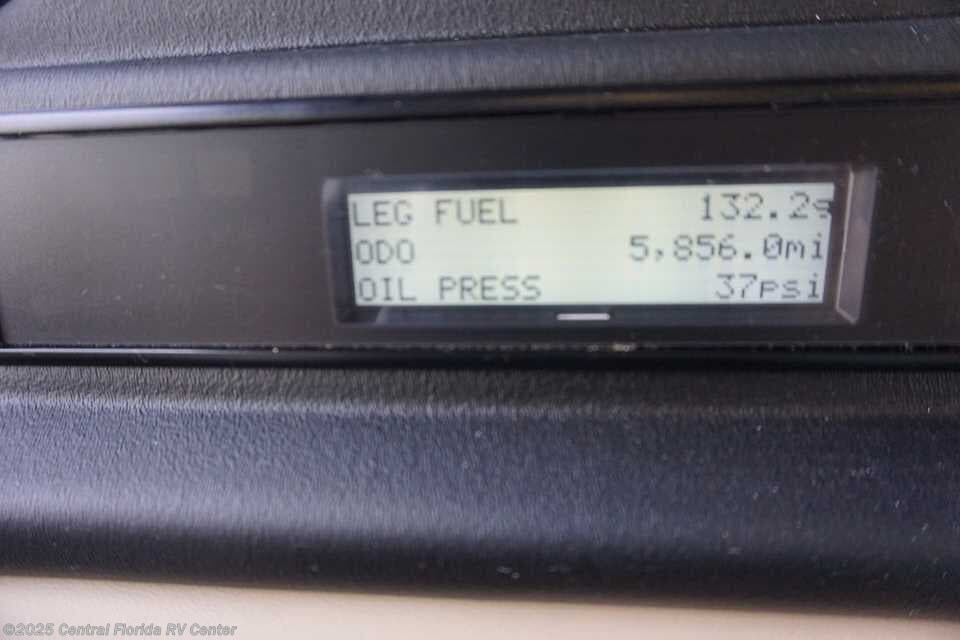 LEG FUEL 132.2g
ODO 5,856.0mi
OIL PRESS 37psi
©2025 Central Florida RV Center